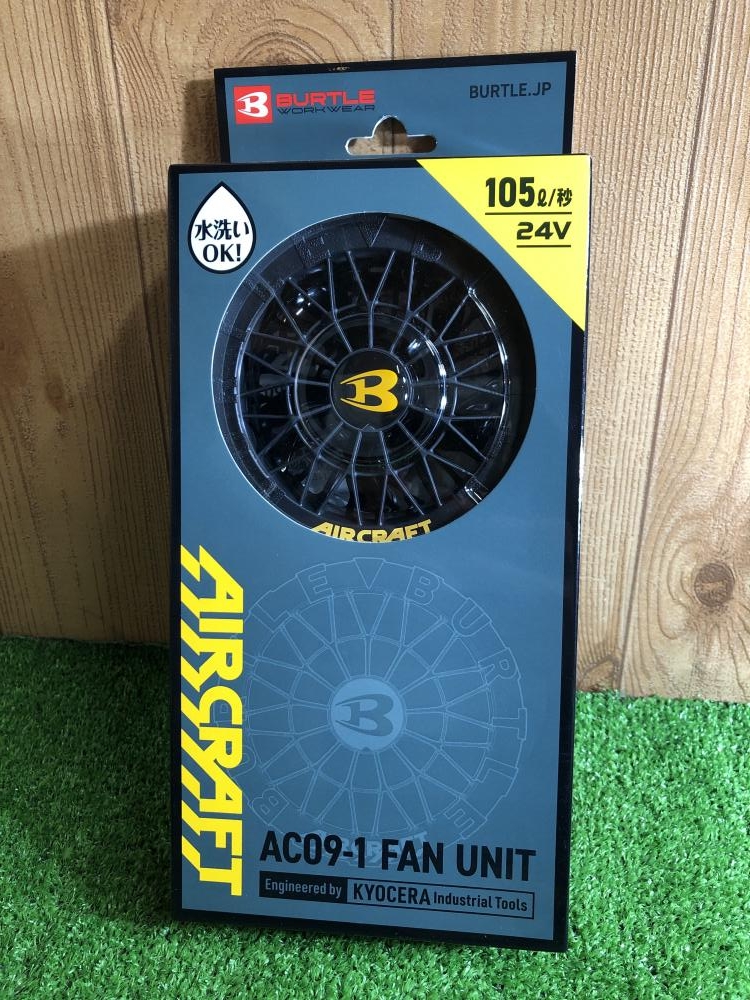 BURTLE
WORKWEAR
BURTLE.JP
水洗い
OK!
105ℓ/秒
24V
B
AIRCRAFT
AIRCRAFT
B
AC09-1 FAN UNIT
Engineered by KYOCERA Industrial Tools